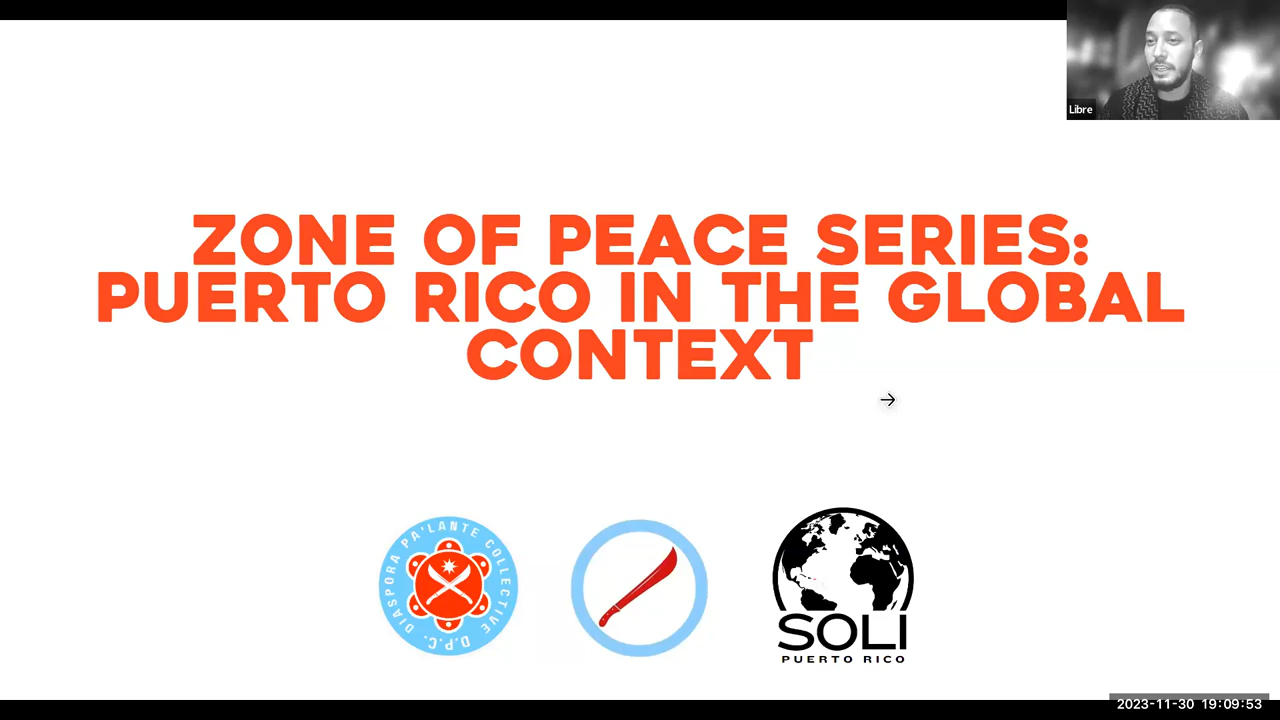 Libre
ZONE OF PEACE SERIES:
PUERTO RICO IN THE GLOBAL
CONTEXT
DIASPORA PA'LANTE COLLECTIVE D.P.C.
SOLI
PUERTO RICO
2023-11-30 19:09:53